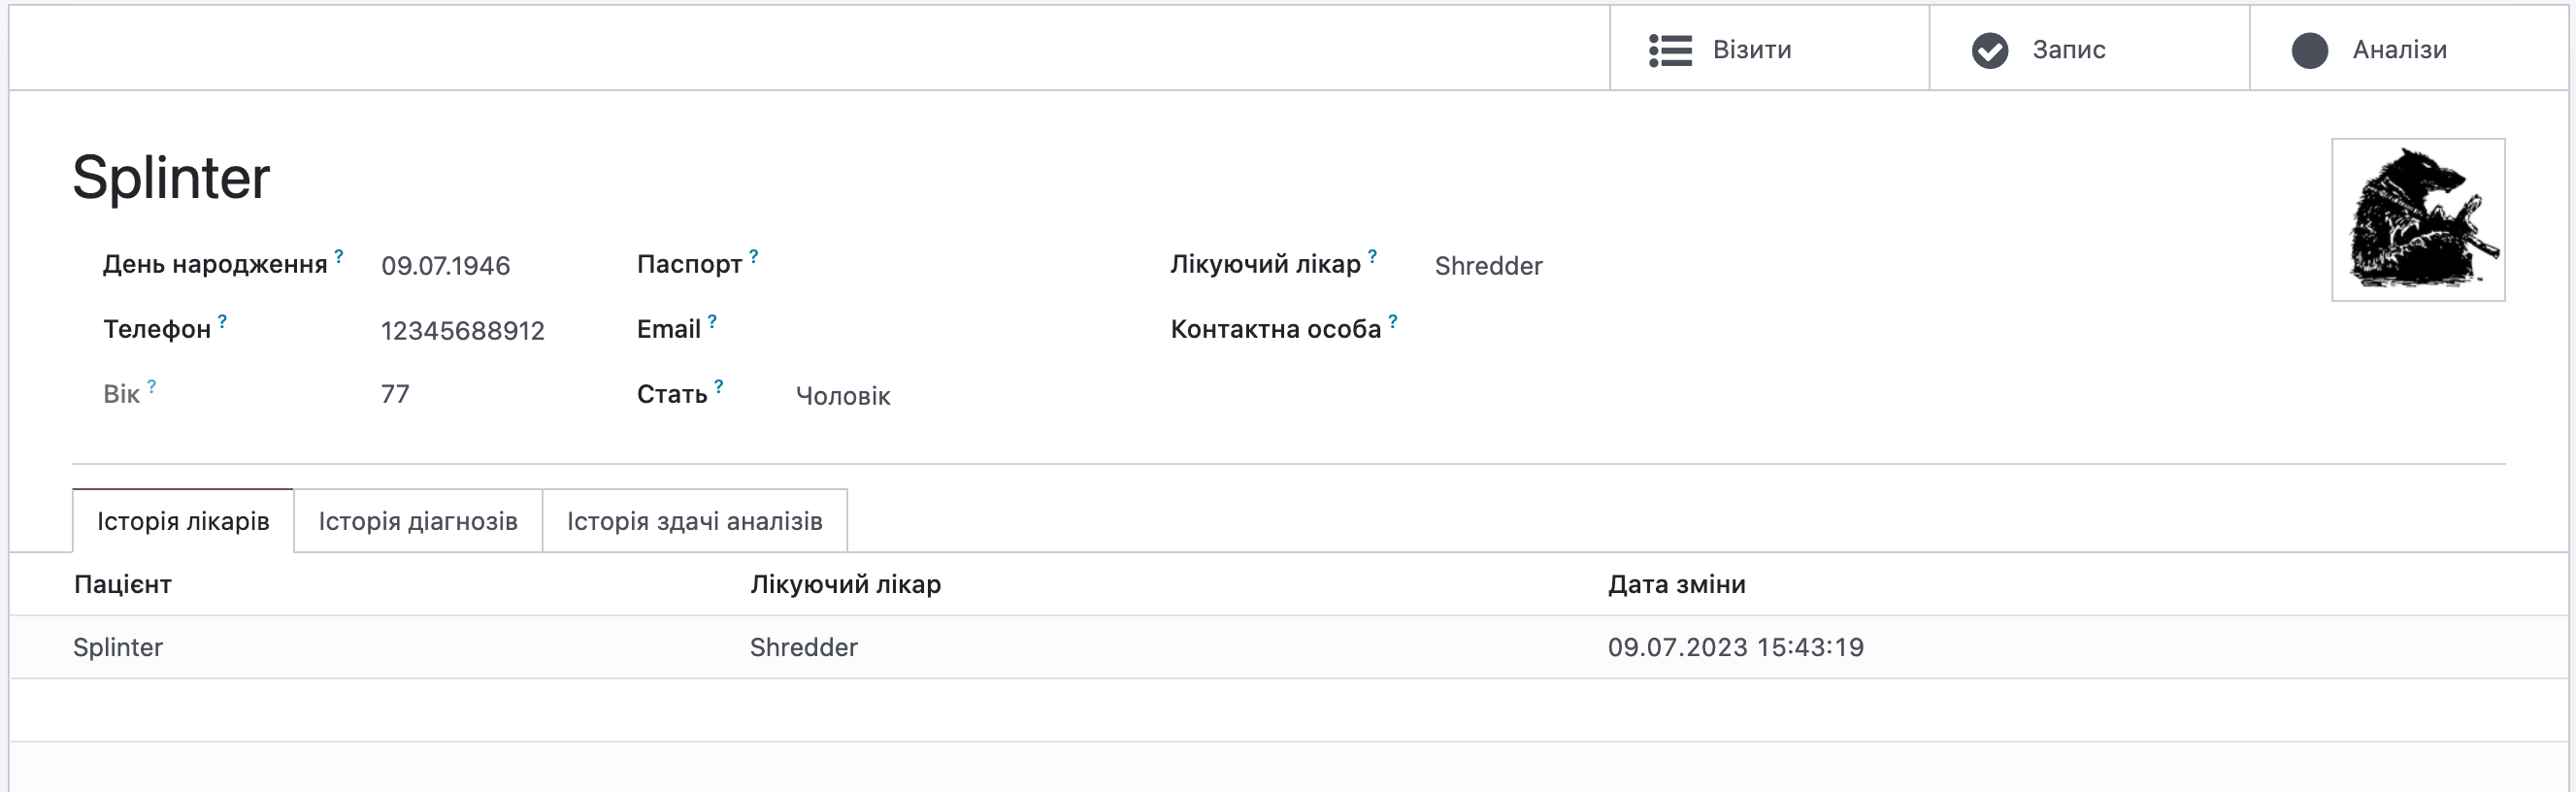 Візити Запис Аналізи
Splinter
День народження ? 09.07.1946 Паспорт ? Лікуючий лікар ? Shredder
Телефон ? 12345688912 Email ? Контактна особа ?
Вік ? 77 Стать ? Чоловік
Історія лікарів Історія діагнозів Історія здачі аналізів
Пацієнт Лікуючий лікар Дата зміни
Splinter Shredder 09.07.2023 15:43:19